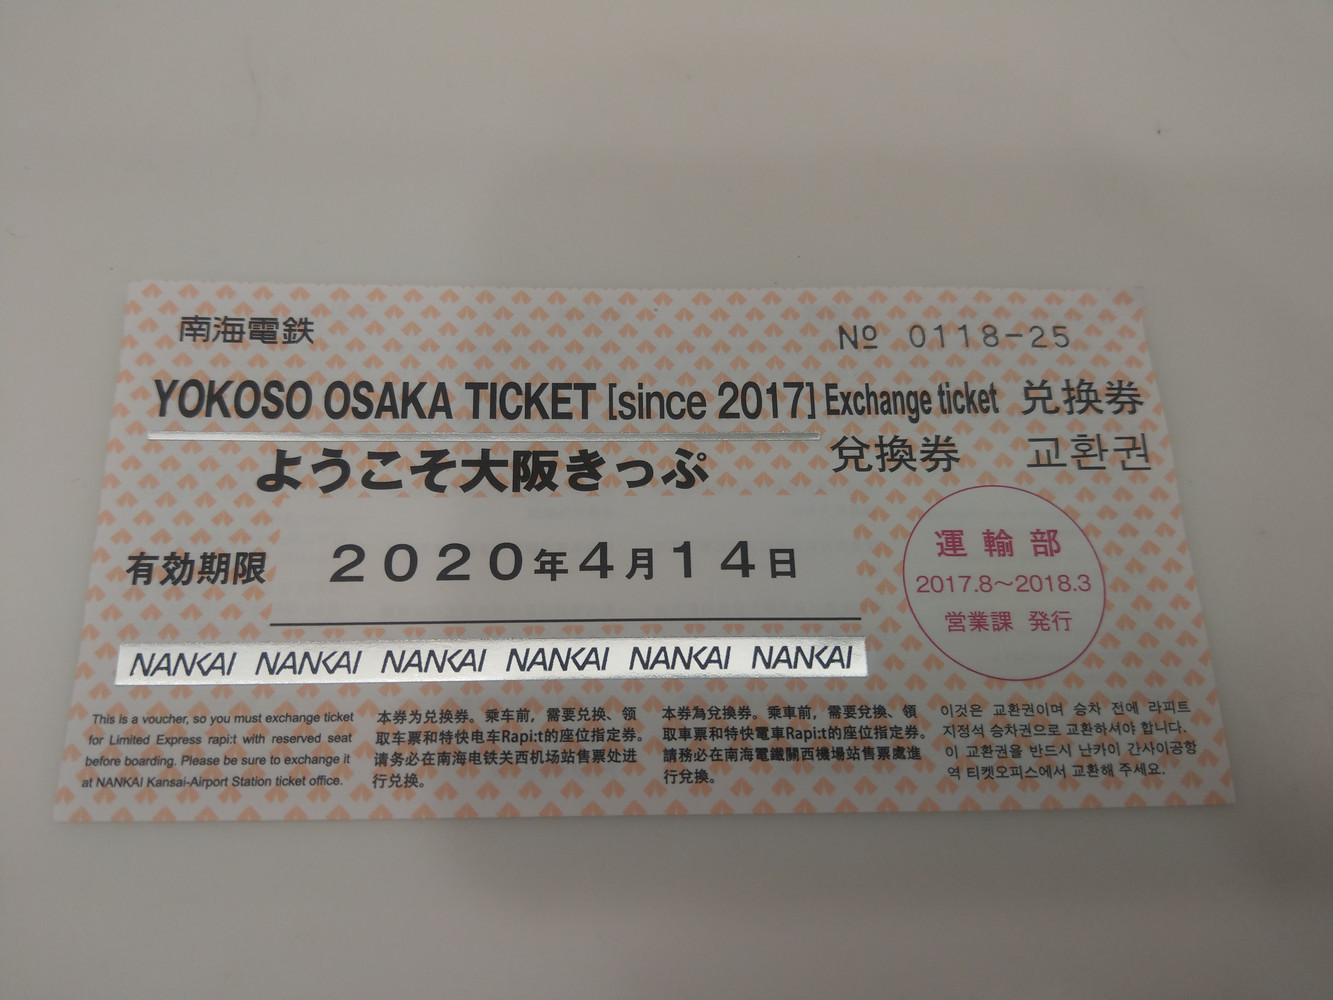 南海電鉄
№ 0118-25
YOKOSO OSAKA TICKET [since 2017] Exchange ticket 兑换券
ようこそ大阪きっぷ 兌換券 교환권
有効期限 2020年4月14日
運輸部
2017.8～2018.3
営業課 発行
NANKAI NANKAI NANKAI NANKAI NANKAI NANKAI
This is a voucher, so you must exchange ticket
for Limited Express rapi:t with reserved seat
before boarding. Please be sure to exchange it
at NANKAI Kansai-Airport Station ticket office.
本券为兑换券。乘车前，需要兑换、领
取车票和特快电车Rapi:t的座位指定券。
请务必在南海电铁关西机场站售票处进
行兑换。
本券為兌換券。乘車前，需要兌換、領
取車票和特快電車Rapi:t的座位指定券。
請務必在南海電鐵關西機場站售票處進
行兌換。
이것은 교환권이며 승차 전에 라피트
지정석 승차권으로 교환하셔야 합니다.
이 교환권을 반드시 난카이 간사이공항
역 티켓오피스에서 교환해 주세요.